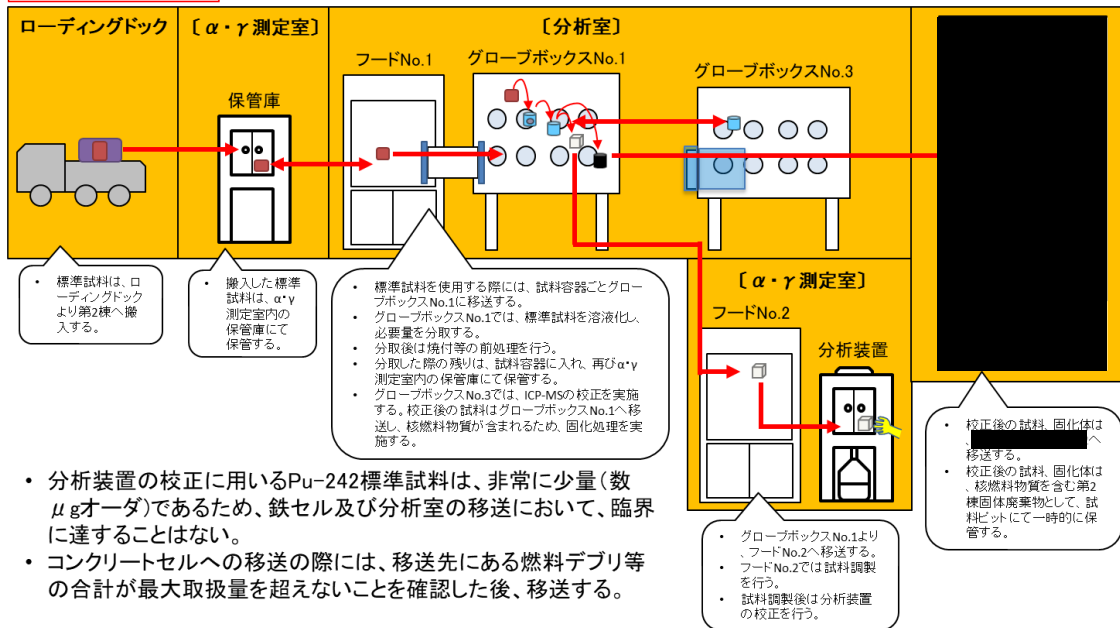 ローディングドック
〔 α・γ 測定室〕
〔分析室〕
保管庫
フードNo.1
グローブボックスNo.1
グローブボックスNo.3
・ 標準試料は、ロ
ーディングドック
より第2棟へ搬
入する。
・ 搬入した標準
試料は、α・γ
測定室内の
保管庫にて
保管する。
・ 標準試料を使用する際には、試料容器ごとグロー
ブボックスNo.1に移送する。
・ グローブボックスNo.1では、標準試料を溶液化し、
必要量を分取する。
・ 分取後は焼付等の前処理を行う。
・ 分取した際の残りは、試料容器に入れ、再びα・γ
測定室内の保管庫にて保管する。
・ グローブボックスNo.3では、ICP-MSの校正を実施
する。校正後の試料はグローブボックスNo.1へ移
送し、核燃料物質が含まれるため、固化処理を実
施する。
〔 α・γ 測定室〕
フードNo.2
分析装置
・ グローブボックスNo.1より
、フードNo.2へ移送する。
・ フードNo.2では試料調製
を行う。
・ 試料調製後は分析装置
の校正を行う。
・ 校正後の試料、固化体は
、へ
移送する。
・ 校正後の試料、固化体は
、核燃料物質を含む第2
棟固体廃棄物として、試
料ピットにて一時的に保
管する。
• 分析装置の校正に用いるPu-242標準試料は、非常に少量(数
μgオーダ)であるため、鉄セル及び分析室の移送において、臨界
に達することはない。
• コンクリートセルへの移送の際には、移送先にある燃料デブリ等
の合計が最大取扱量を超えないことを確認した後、移送する。